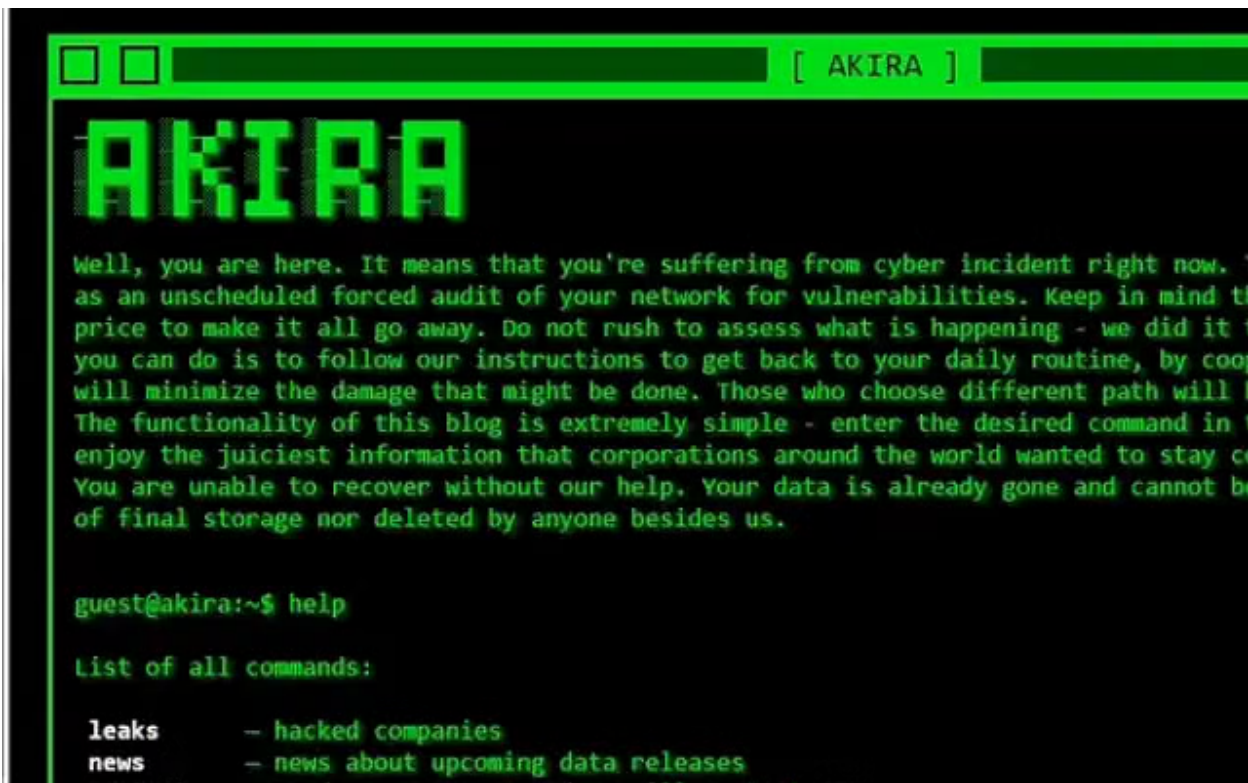 [ AKIRA ]
AKIRA
Well, you are here. It means that you're suffering from cyber incident right now.
as an unscheduled forced audit of your network for vulnerabilities. Keep in mind
price to make it all go away. Do not rush to assess what is happening - we did it
you can do is to follow our instructions to get back to your daily routine, by
will minimize the damage that might be done. Those who choose different path will
The functionality of this blog is extremely simple - enter the desired command in
enjoy the juiciest information that corporations around the world wanted to stay
You are unable to recover without our help. Your data is already gone and cannot
of final storage nor deleted by anyone besides us.
guest@akira:~$ help
List of all commands:
leaks — hacked companies
news — news about upcoming data releases